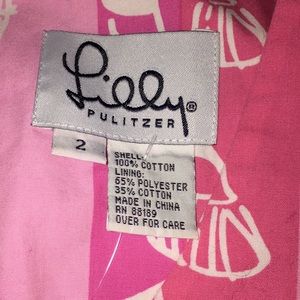 Lilly®
PULITZER
2
SHELL:
100% COTTON
LINING:
65% POLYESTER
35% COTTON
MADE IN CHINA
RN 88189
OVER FOR CARE